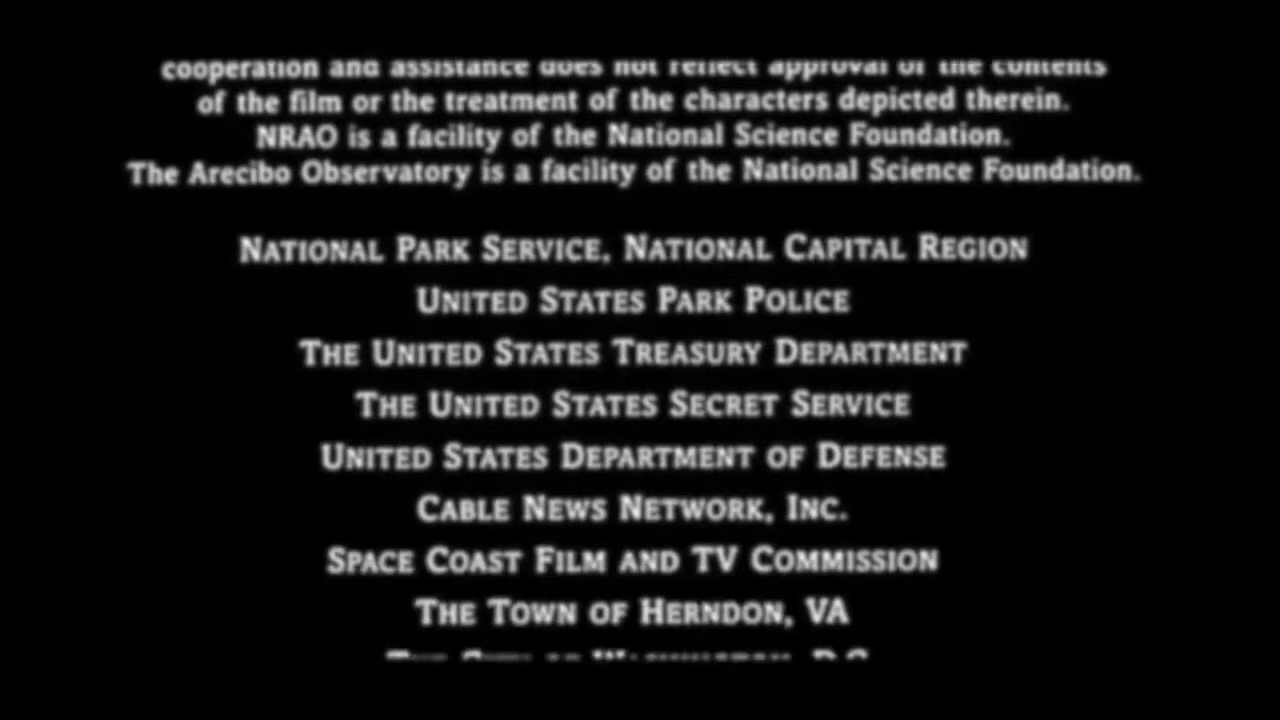 cooperation and assistance does not reflect approval of the contents
of the film or the treatment of the characters depicted therein.
NRAO is a facility of the National Science Foundation.
The Arecibo Observatory is a facility of the National Science Foundation.
NATIONAL PARK SERVICE, NATIONAL CAPITAL REGION
UNITED STATES PARK POLICE
THE UNITED STATES TREASURY DEPARTMENT
THE UNITED STATES SECRET SERVICE
UNITED STATES DEPARTMENT OF DEFENSE
CABLE NEWS NETWORK, INC.
SPACE COAST FILM AND TV COMMISSION
THE TOWN OF HERNDON, VA